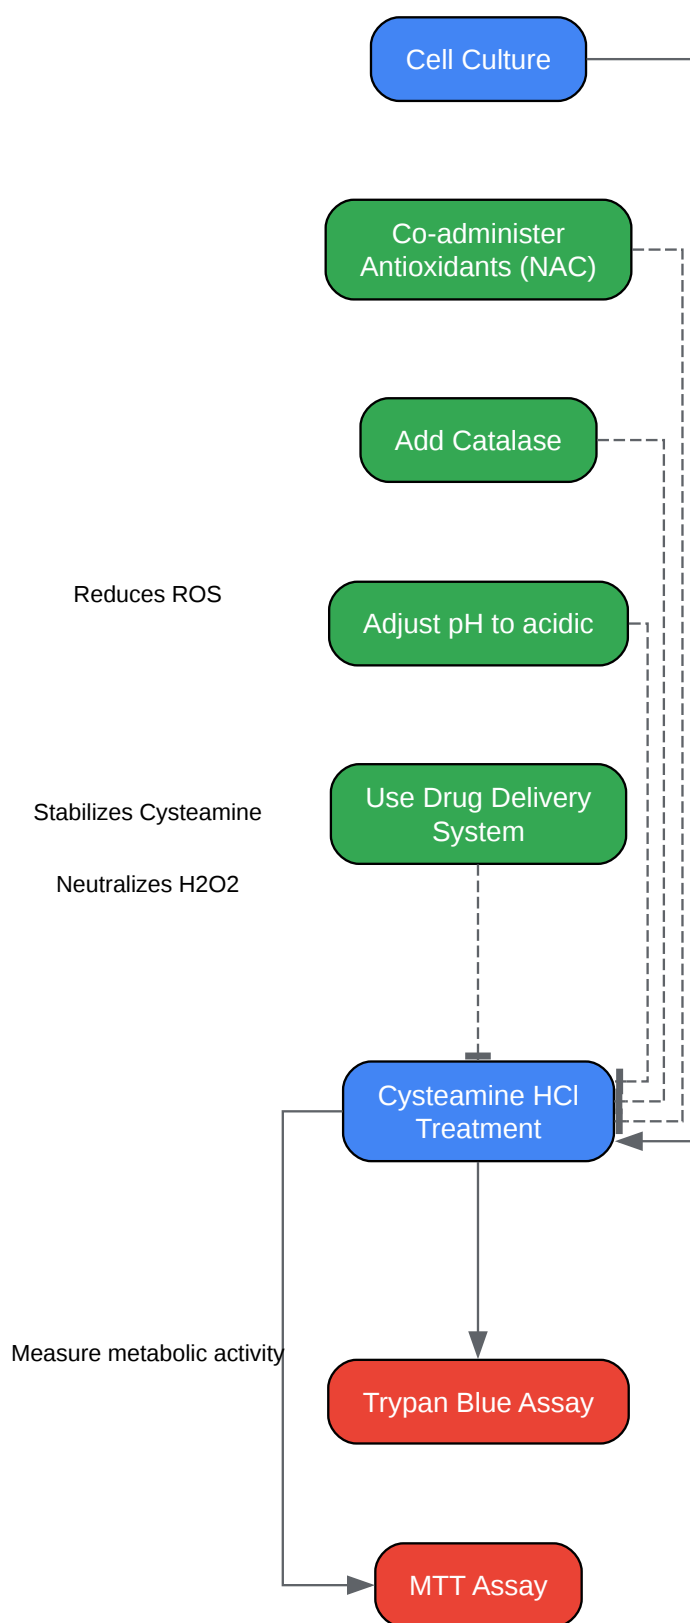 Cell Culture
Co-administer
Antioxidants (NAC)
Add Catalase
Reduces ROS
Adjust pH to acidic
Use Drug Delivery
System
Stabilizes Cysteamine
Neutralizes H2O2
Cysteamine HCl
Treatment
Measure metabolic activity
Trypan Blue Assay
MTT Assay